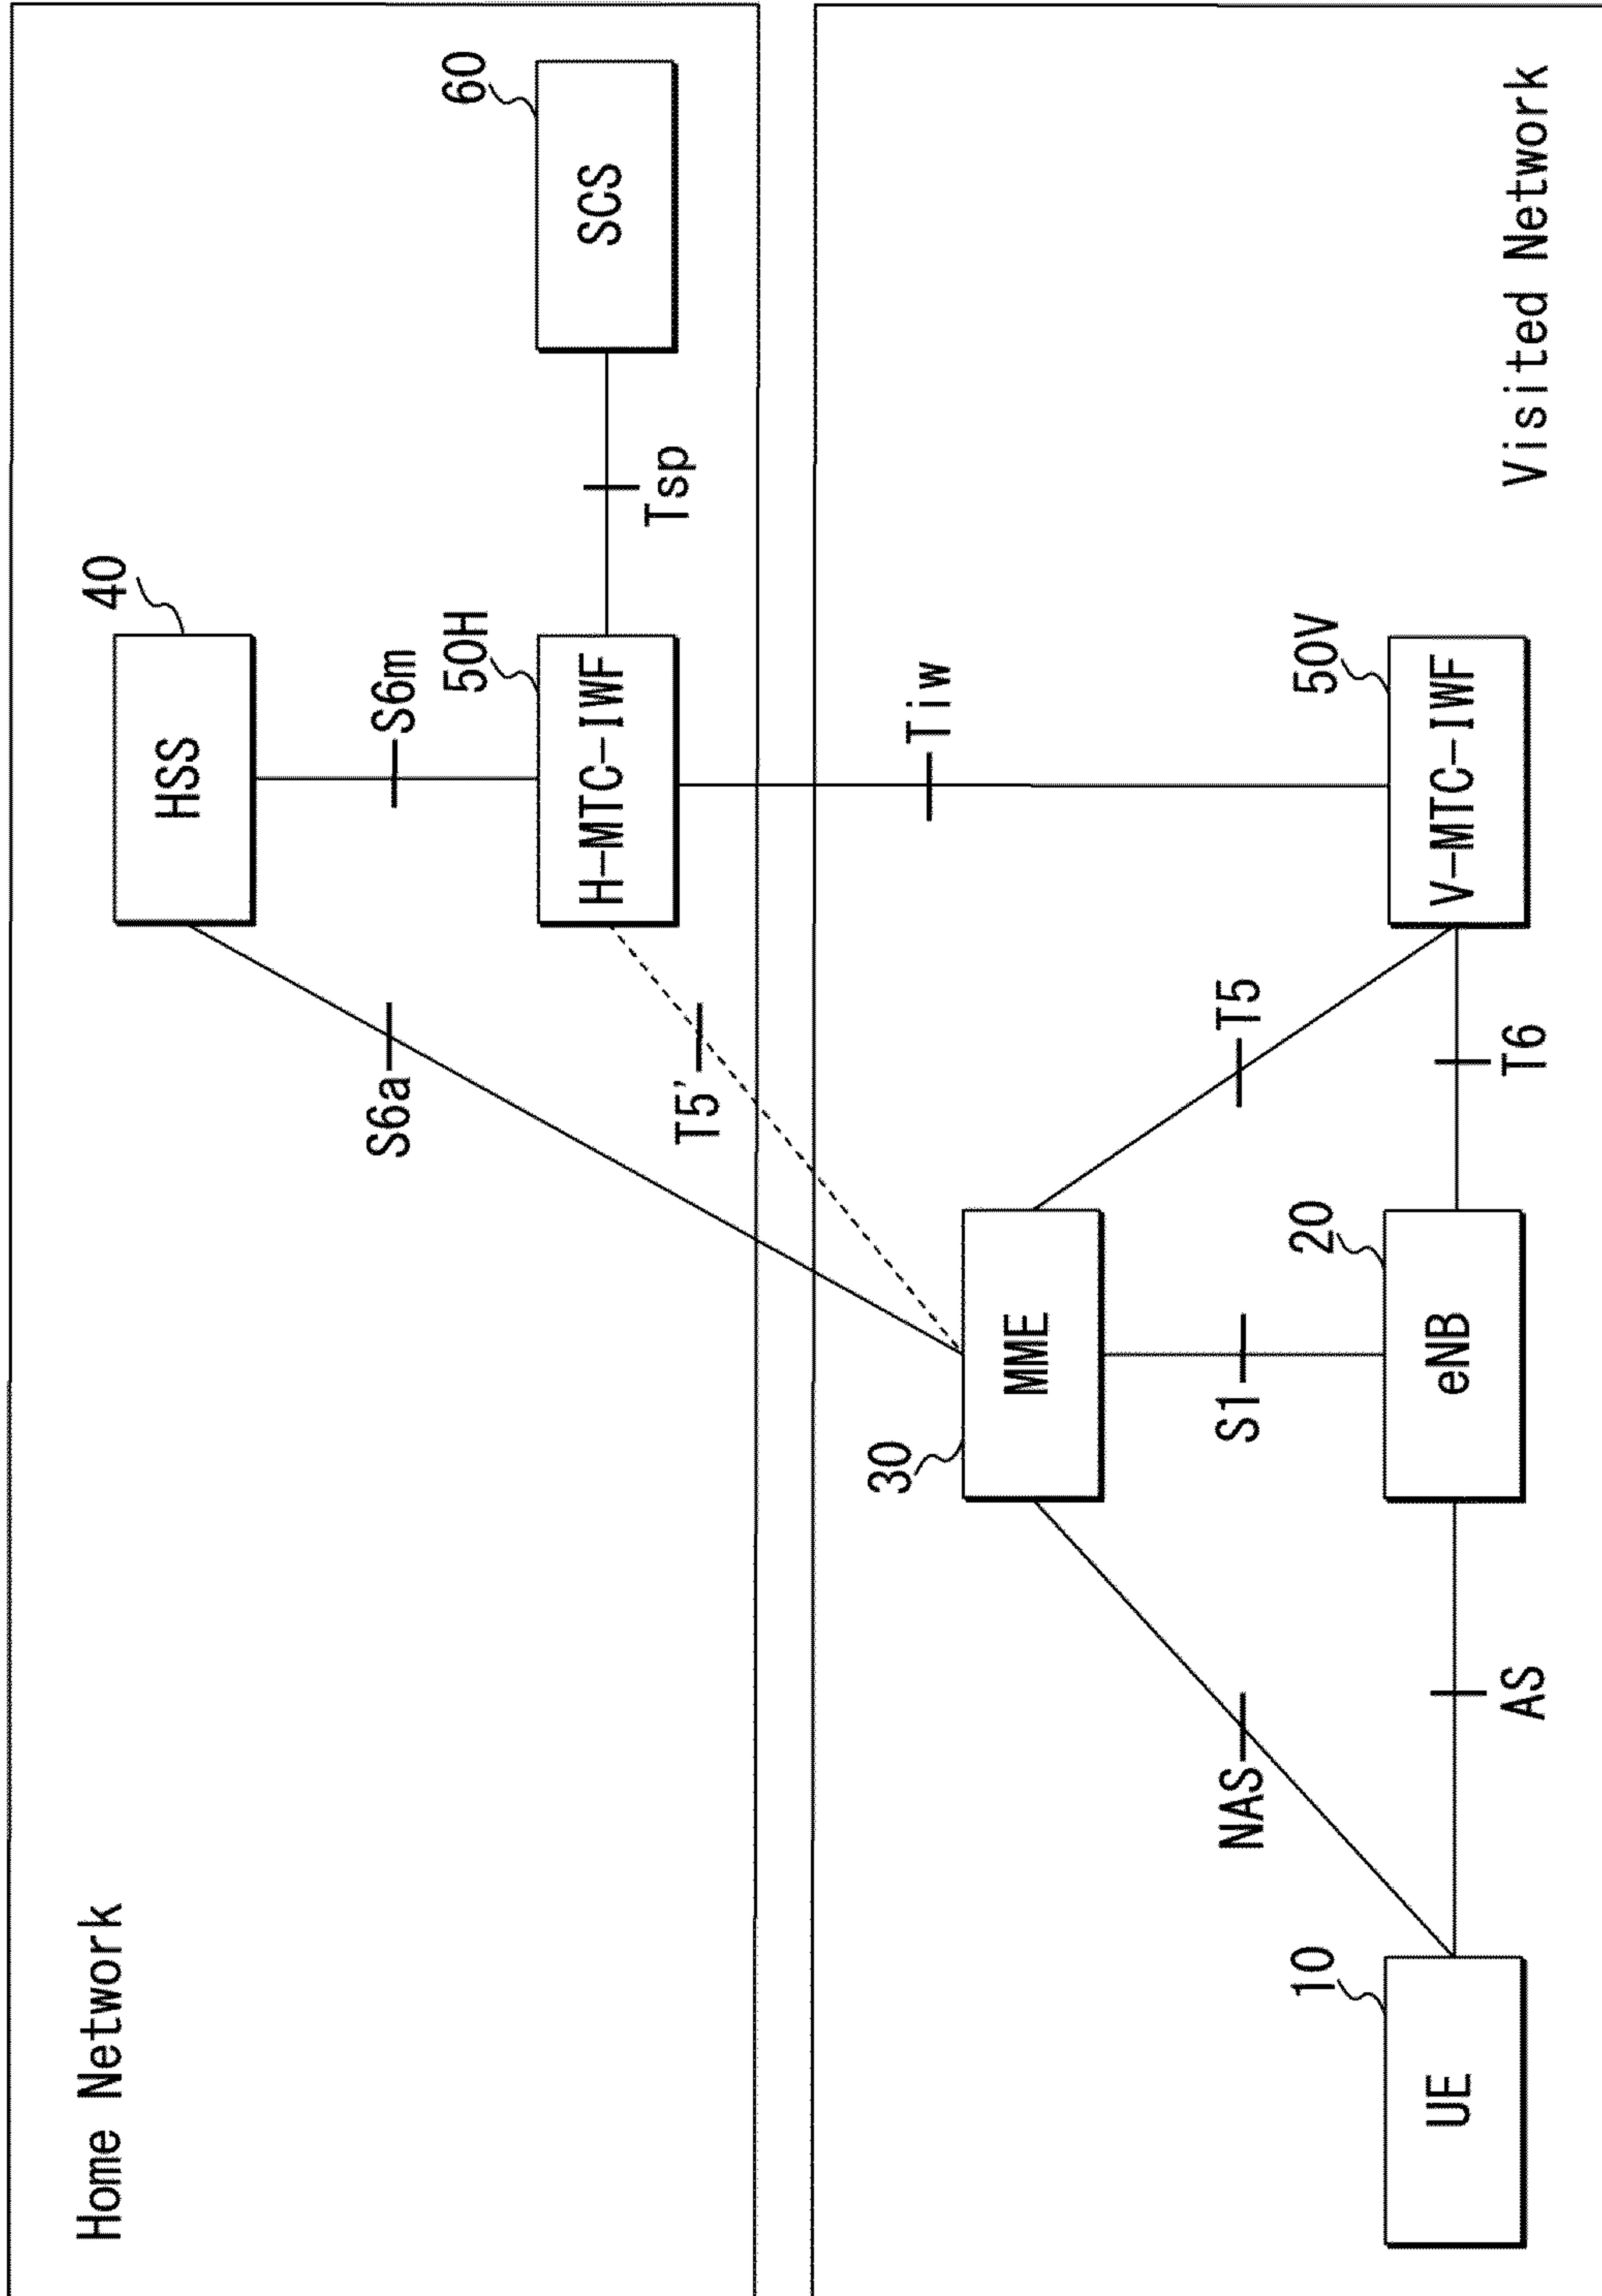 Home Network
HSS
40
S6a
S6m
H-MTC-IWF
50H
Tsp
SCS
60
T5'
Tiw
30
MME
NAS
S1
T5
10
UE
20
eNB
50V
V-MTC-IWF
AS
T6
Visited Network